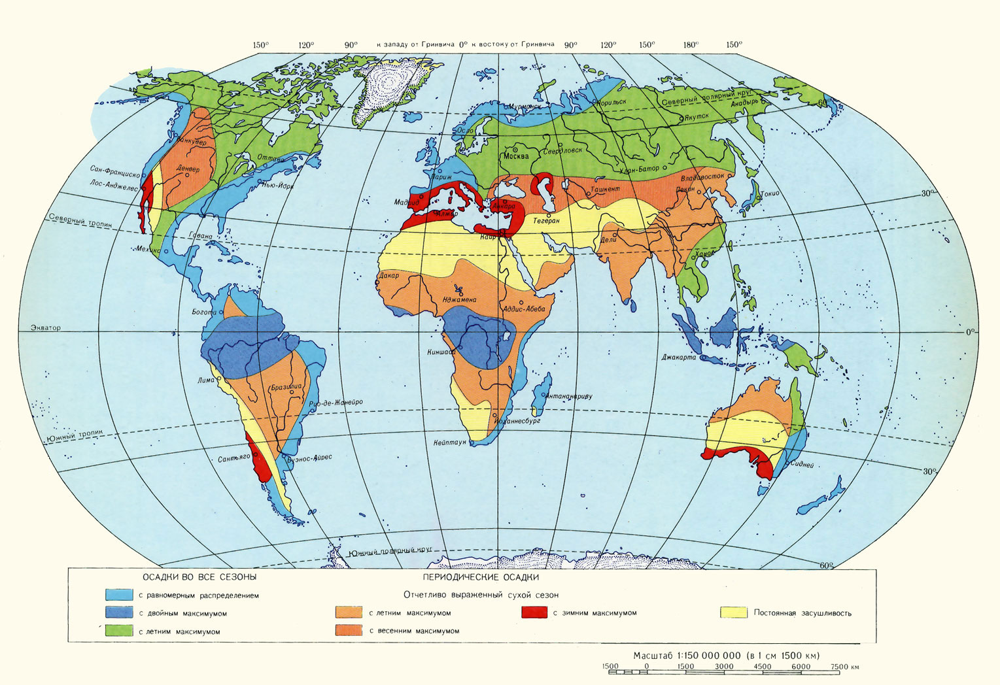 150° 120° 90° к западу от Гринвича 0° к востоку от Гринвича 90° 120° 150° 180° 150°
Мурманск
Норильск
Северный полярный круг
Анадырь
60°
Якутск
Осло
Ванкувер
Москва
Свердловск
Оттава
Сан-Франциско
Денвер
Париж
Улан-Батор
Владивосток
Лос-Анджелес
Нью-Йорк
Ташкент
Пекин
Токио
30°
Мадрид
Анкара
Северный тропик
Алжир
Тегеран
Гавана
Каир
Дели
Мехико
Ханой
Дакар
Нджамена
Аддис-Абеба
Богота
Экватор
0°
Киншаса
Джакарта
Лима
Бразилиа
Антананариву
Рио-де-Жанейро
Йоханнесбург
Южный тропик
Кейптаун
Сантьяго
Буэнос-Айрес
Сидней
30°
Южный полярный круг
60°
ОСАДКИ ВО ВСЕ СЕЗОНЫ
ПЕРИОДИЧЕСКИЕ ОСАДКИ
с равномерным распределением
Отчетливо выраженный сухой сезон
с двойным максимумом
с летним максимумом
с зимним максимумом
Постоянная засушливость
с летним максимумом
с весенним максимумом
Масштаб 1:150 000 000 (в 1 см 1500 км)
1500 0 1500 3000 4500 6000 7500 км